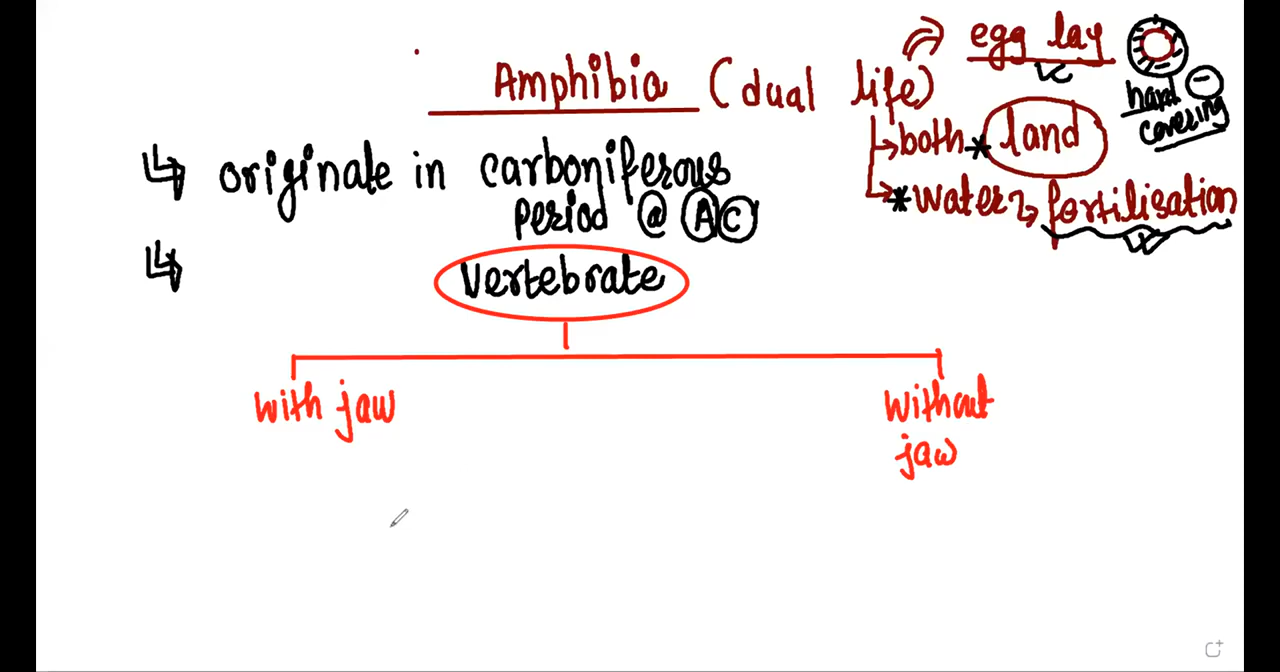 Amphibia (dual life)
egg lay
hard
covering
both * land
* water → fertilisation
originate in carboniferous
period @ AC
Vertebrate
with jaw
without
jaw